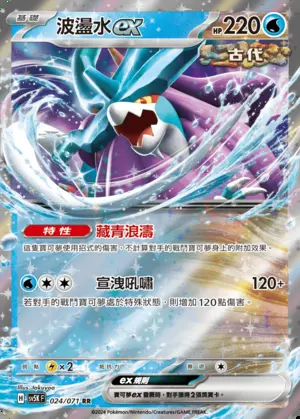 基礎 波盪水ex HP220
古代
特性 藏青浪濤
這隻寶可夢使用招式的傷害,不計算對手的戰鬥寶可夢身上的附加效果。
宣洩吼嘯 120+
若對手的戰鬥寶可夢處於特殊狀態,則增加120點傷害。
×2
ex規則
寶可夢ex昏厥時,對手獲得2張獎賞卡。
H SV5K F 024/071 RR
©2024 Pokémon/Nintendo/Creatures/GAME FREAK.